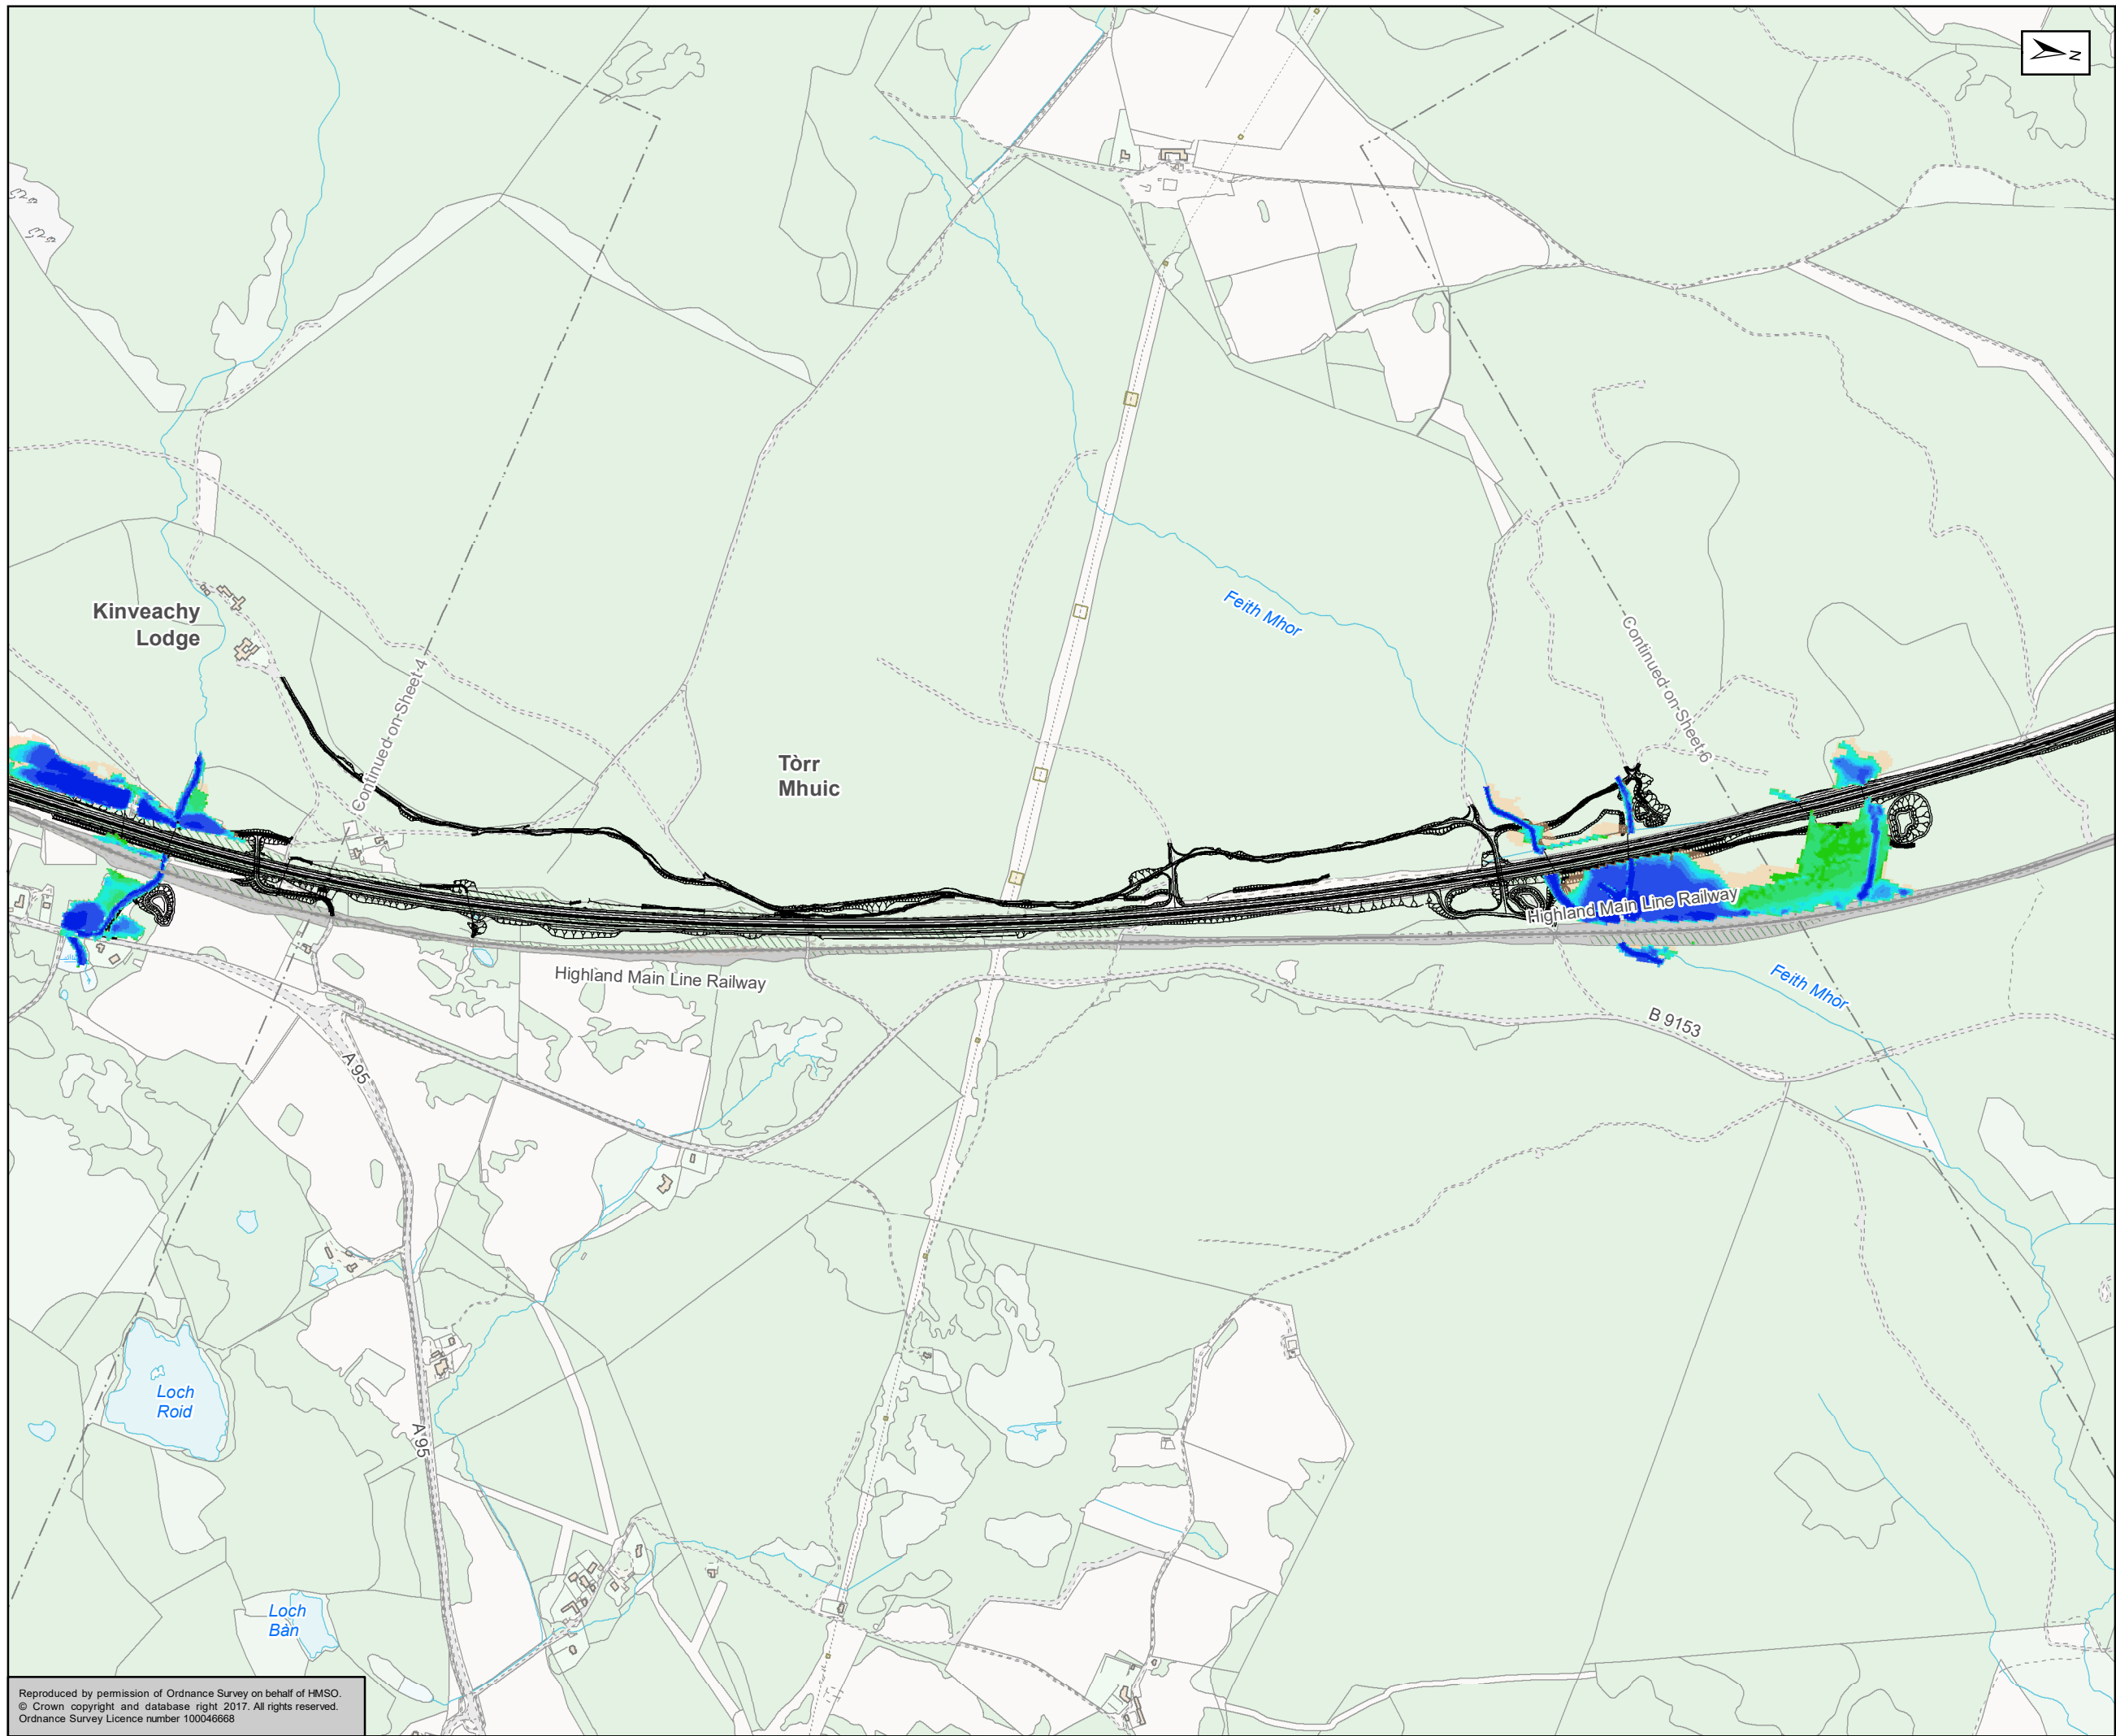 N
Kinveachy
Lodge
Continued on Sheet 4
Tòrr
Mhuic
Feith Mhor
Continued on Sheet 6
Highland Main Line Railway
Highland Main Line Railway
Feith Mhor
B 9153
A 95
A 95
Loch
Roid
Loch
Bàn
Reproduced by permission of Ordnance Survey on behalf of HMSO.
© Crown copyright and database right 2017. All rights reserved.
Ordnance Survey Licence number 100046668